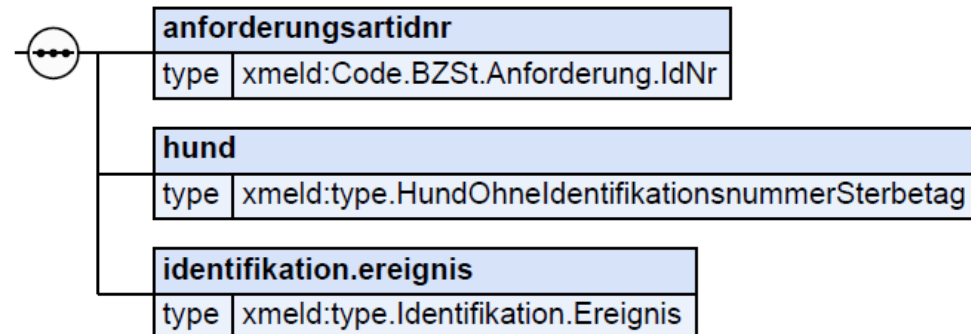 anforderungsartidnr
type xmeld:Code.BZSt.Anforderung.IdNr
hund
type xmeld:type.HundOhneIdentifikationsnummerSterbetag
identifikation.ereignis
type xmeld:type.Identifikation.Ereignis